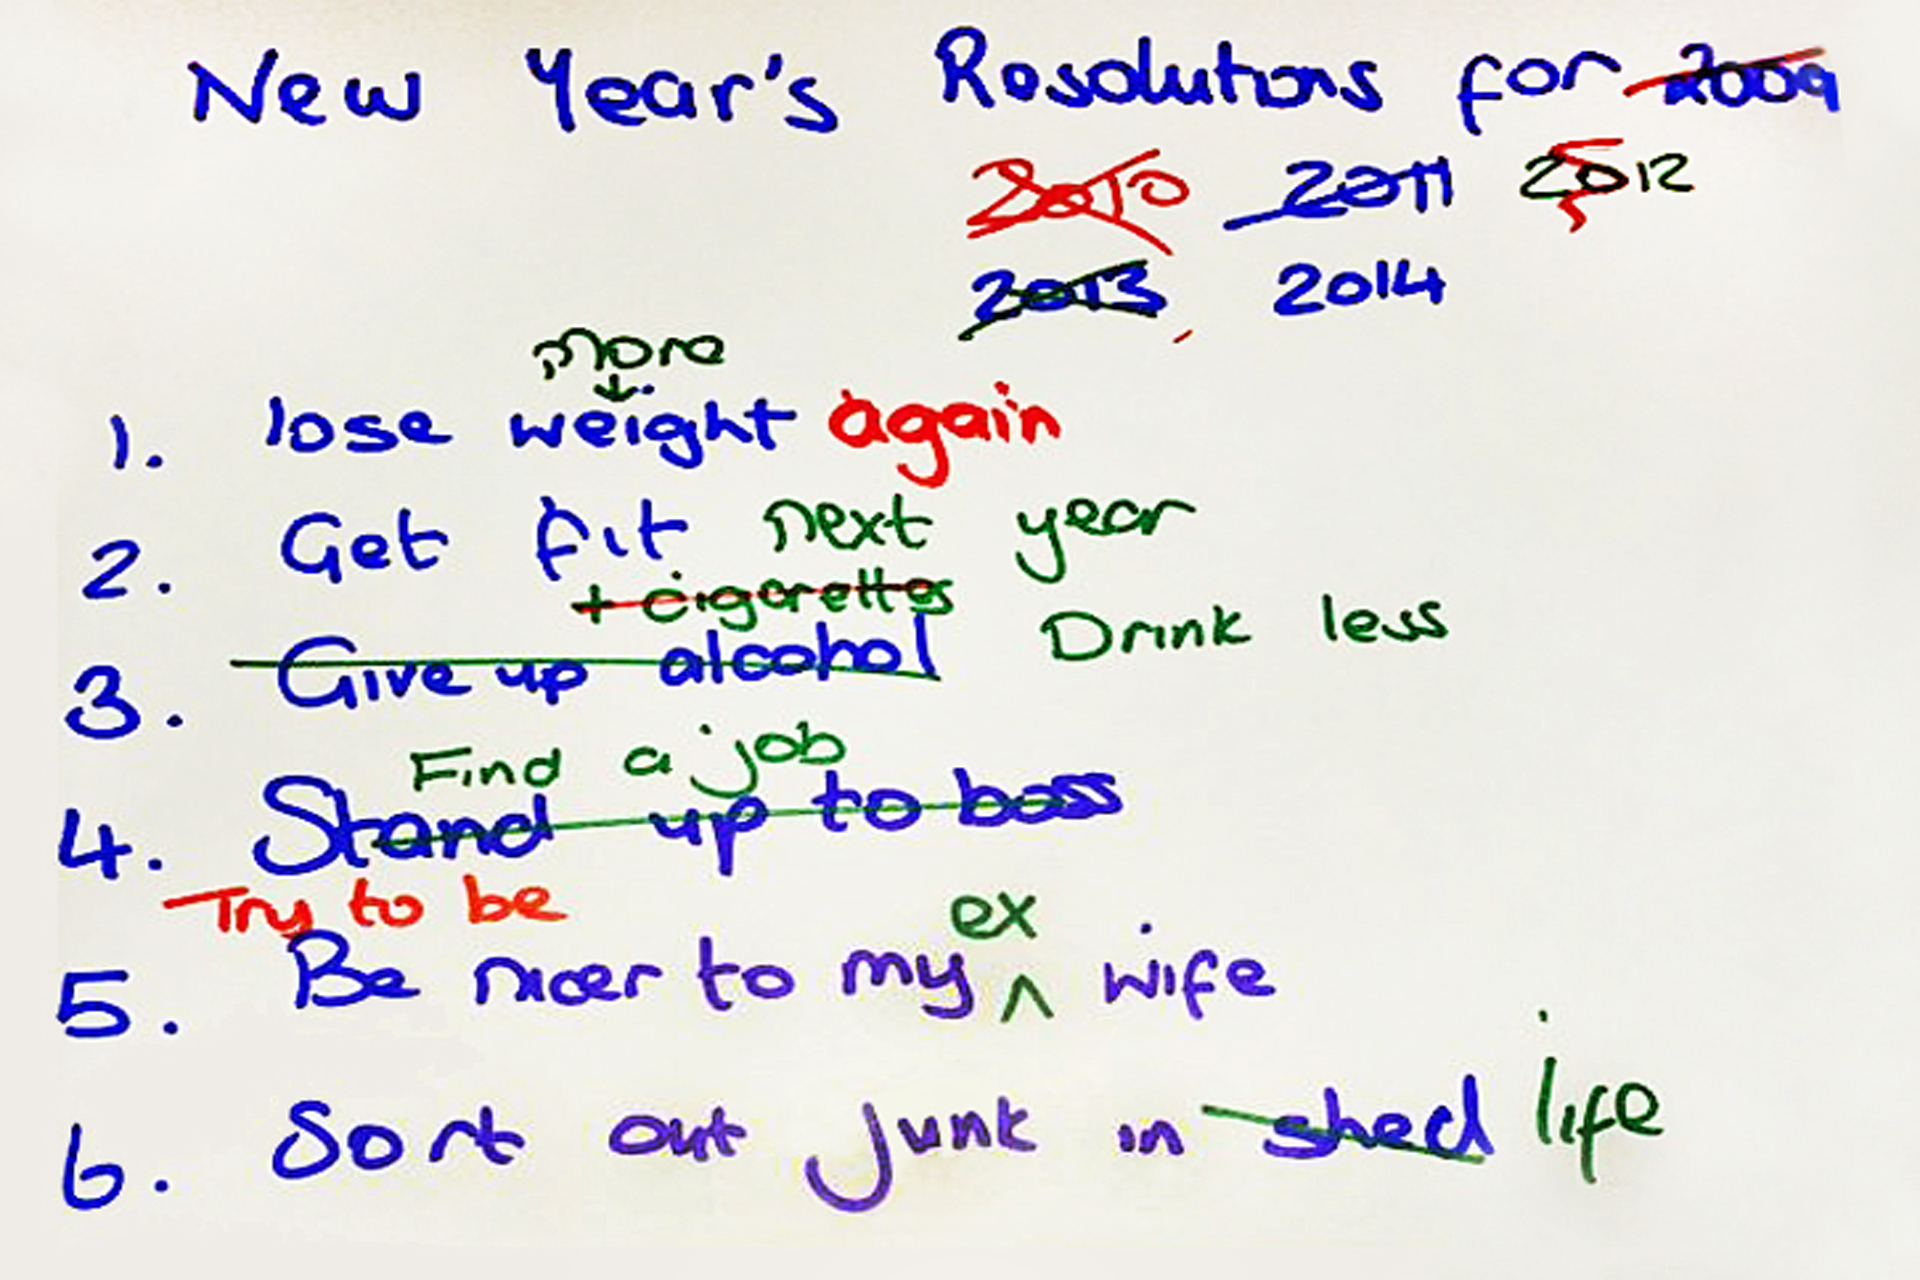 New Year's Resolutions for 2009
2010 2011 2012
2013 2014
more
1. lose weight again
2. Get fit next year
+ cigarettes
3. Give up alcohol Drink less
Find a job
4. Stand up to boss
Try to be
ex
5. Be nicer to my ^ wife
6. Sort out junk in shed life